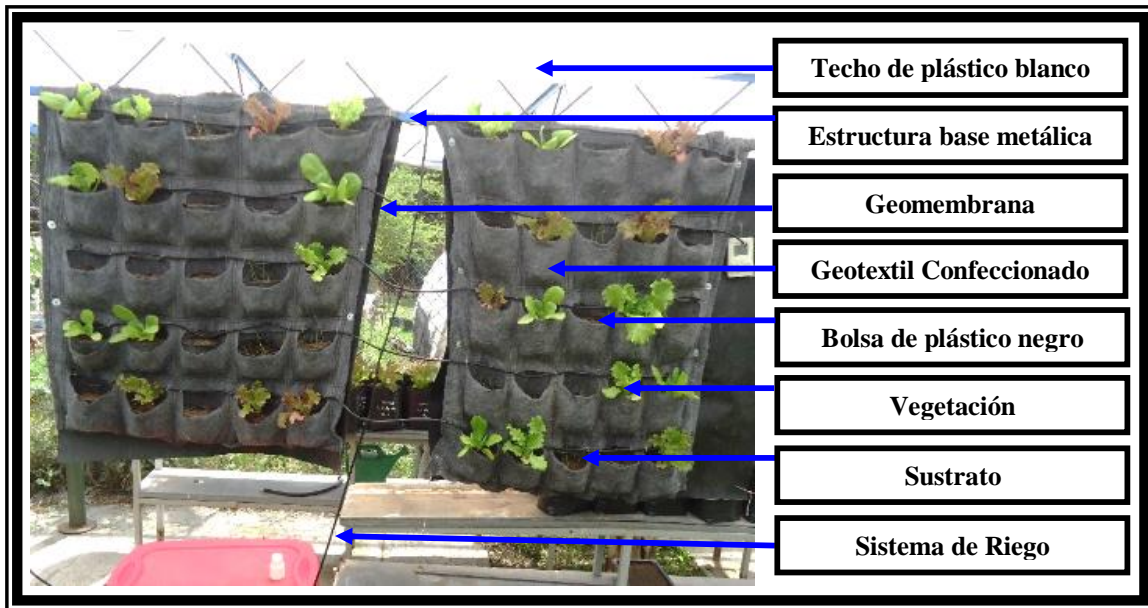 Techo de plástico blanco
Estructura base metálica
Geomembrana
Geotextil Confeccionado
Bolsa de plástico negro
Vegetación
Sustrato
Sistema de Riego